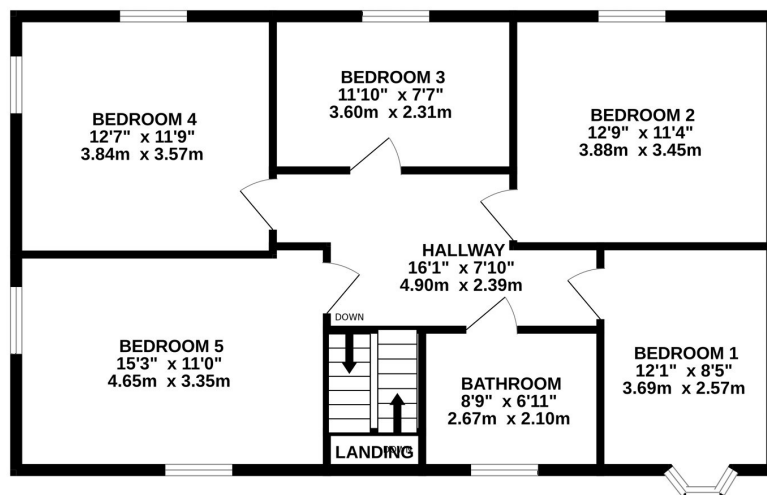 BEDROOM 4
12'7" x 11'9"
3.84m x 3.57m
BEDROOM 3
11'10" x 7'7"
3.60m x 2.31m
BEDROOM 2
12'9" x 11'4"
3.88m x 3.45m
HALLWAY
16'1" x 7'10"
4.90m x 2.39m
DOWN
BEDROOM 5
15'3" x 11'0"
4.65m x 3.35m
BATHROOM
8'9" x 6'11"
2.67m x 2.10m
BEDROOM 1
12'1" x 8'5"
3.69m x 2.57m
LANDING